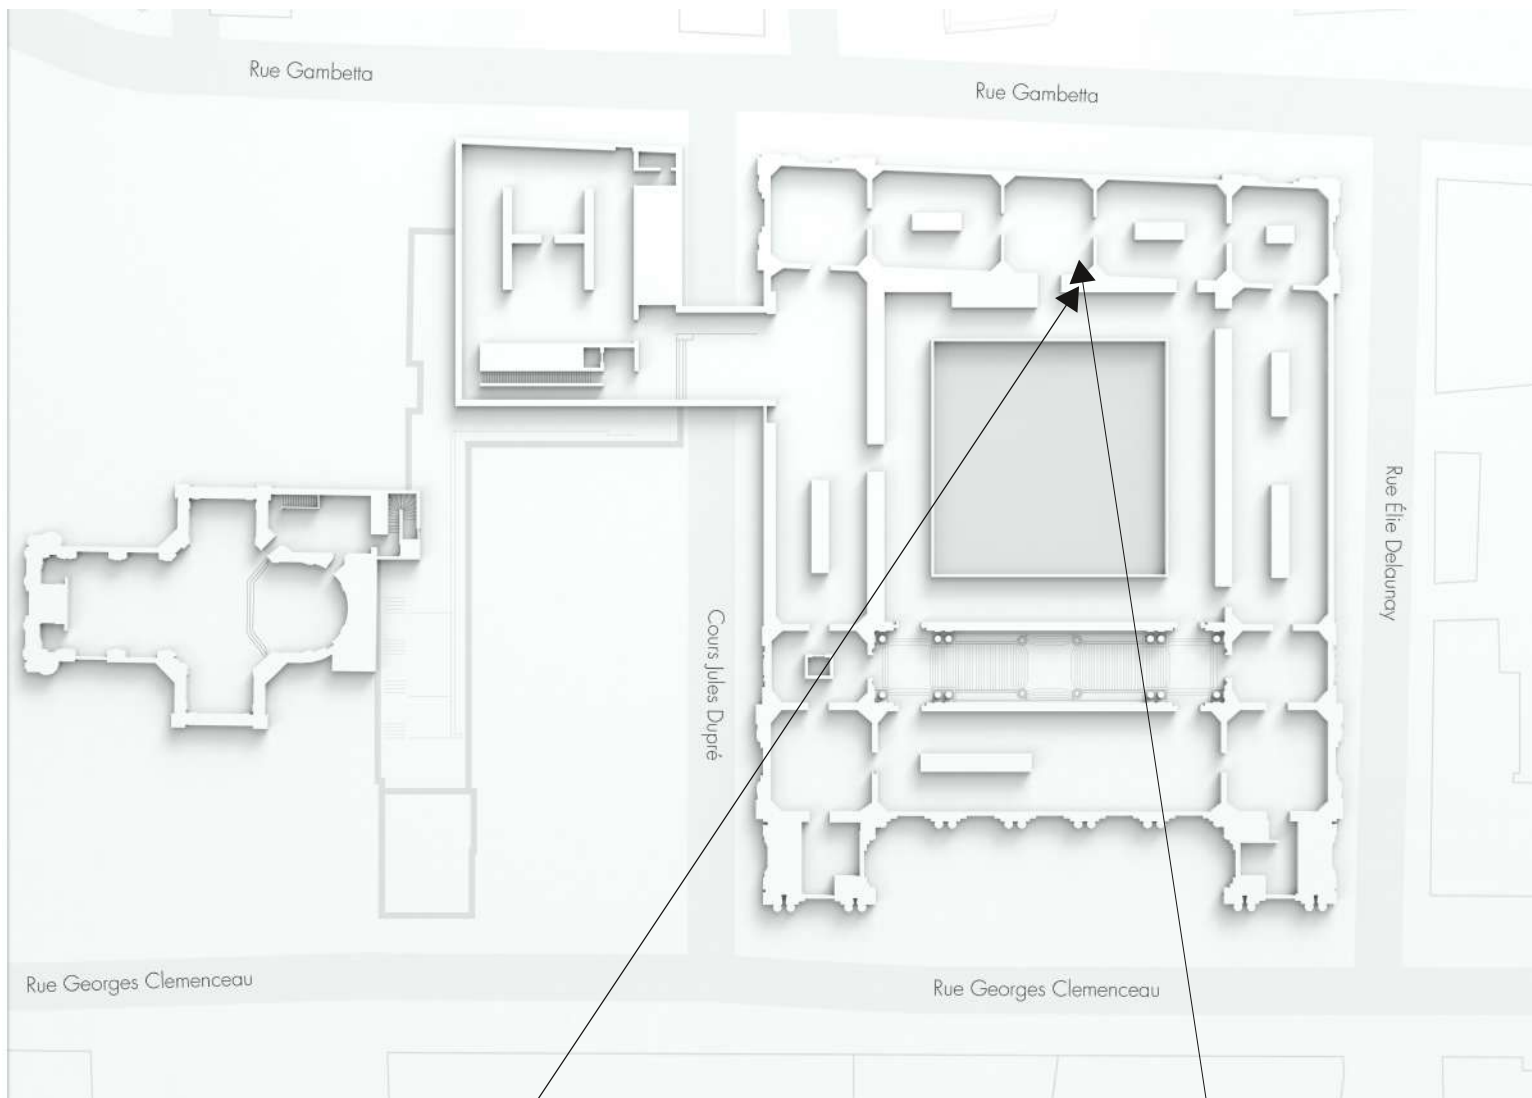 Rue Gambetta
Rue Gambetta
Rue Élie Delaunay
Cours Jules Dupré
Rue Georges Clemenceau
Rue Georges Clemenceau